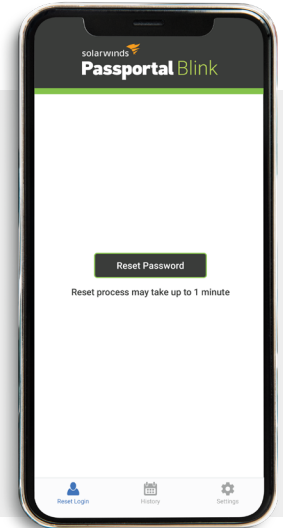 solarwinds
Passportal Blink
Reset Password
Reset process may take up to 1 minute
Reset Login History Settings